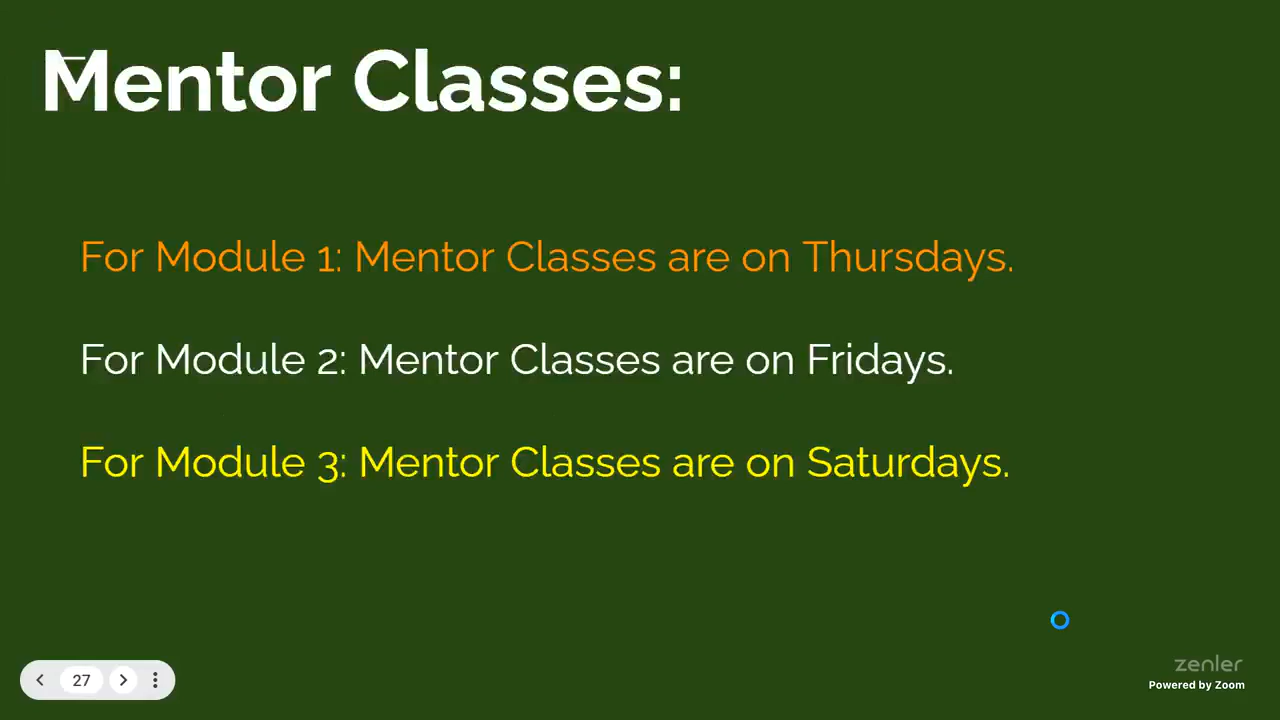 Mentor Classes:
For Module 1: Mentor Classes are on Thursdays.
For Module 2: Mentor Classes are on Fridays.
For Module 3: Mentor Classes are on Saturdays.
27
zenler
Powered by Zoom